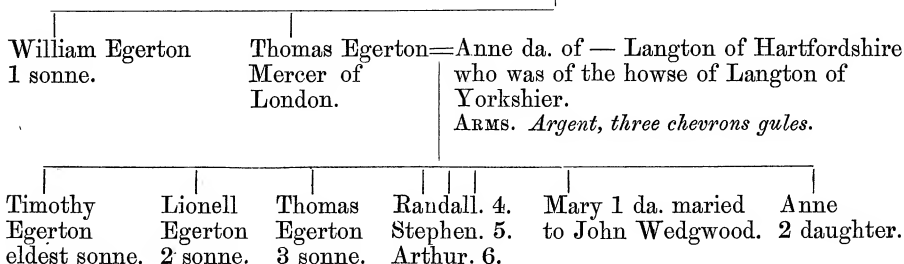 William Egerton
1 sonne.
Thomas Egerton=Anne da. of — Langton of Hartfordshire
Mercer of
London.
who was of the howse of Langton of
Yorkshier.
ARMS. Argent, three chevrons gules.
Timothy
Egerton
eldest sonne.
Lionell
Egerton
2 sonne.
Thomas
Egerton
3 sonne.
Randall. 4.
Stephen. 5.
Arthur. 6.
Mary 1 da. maried
to John Wedgwood.
Anne
2 daughter.